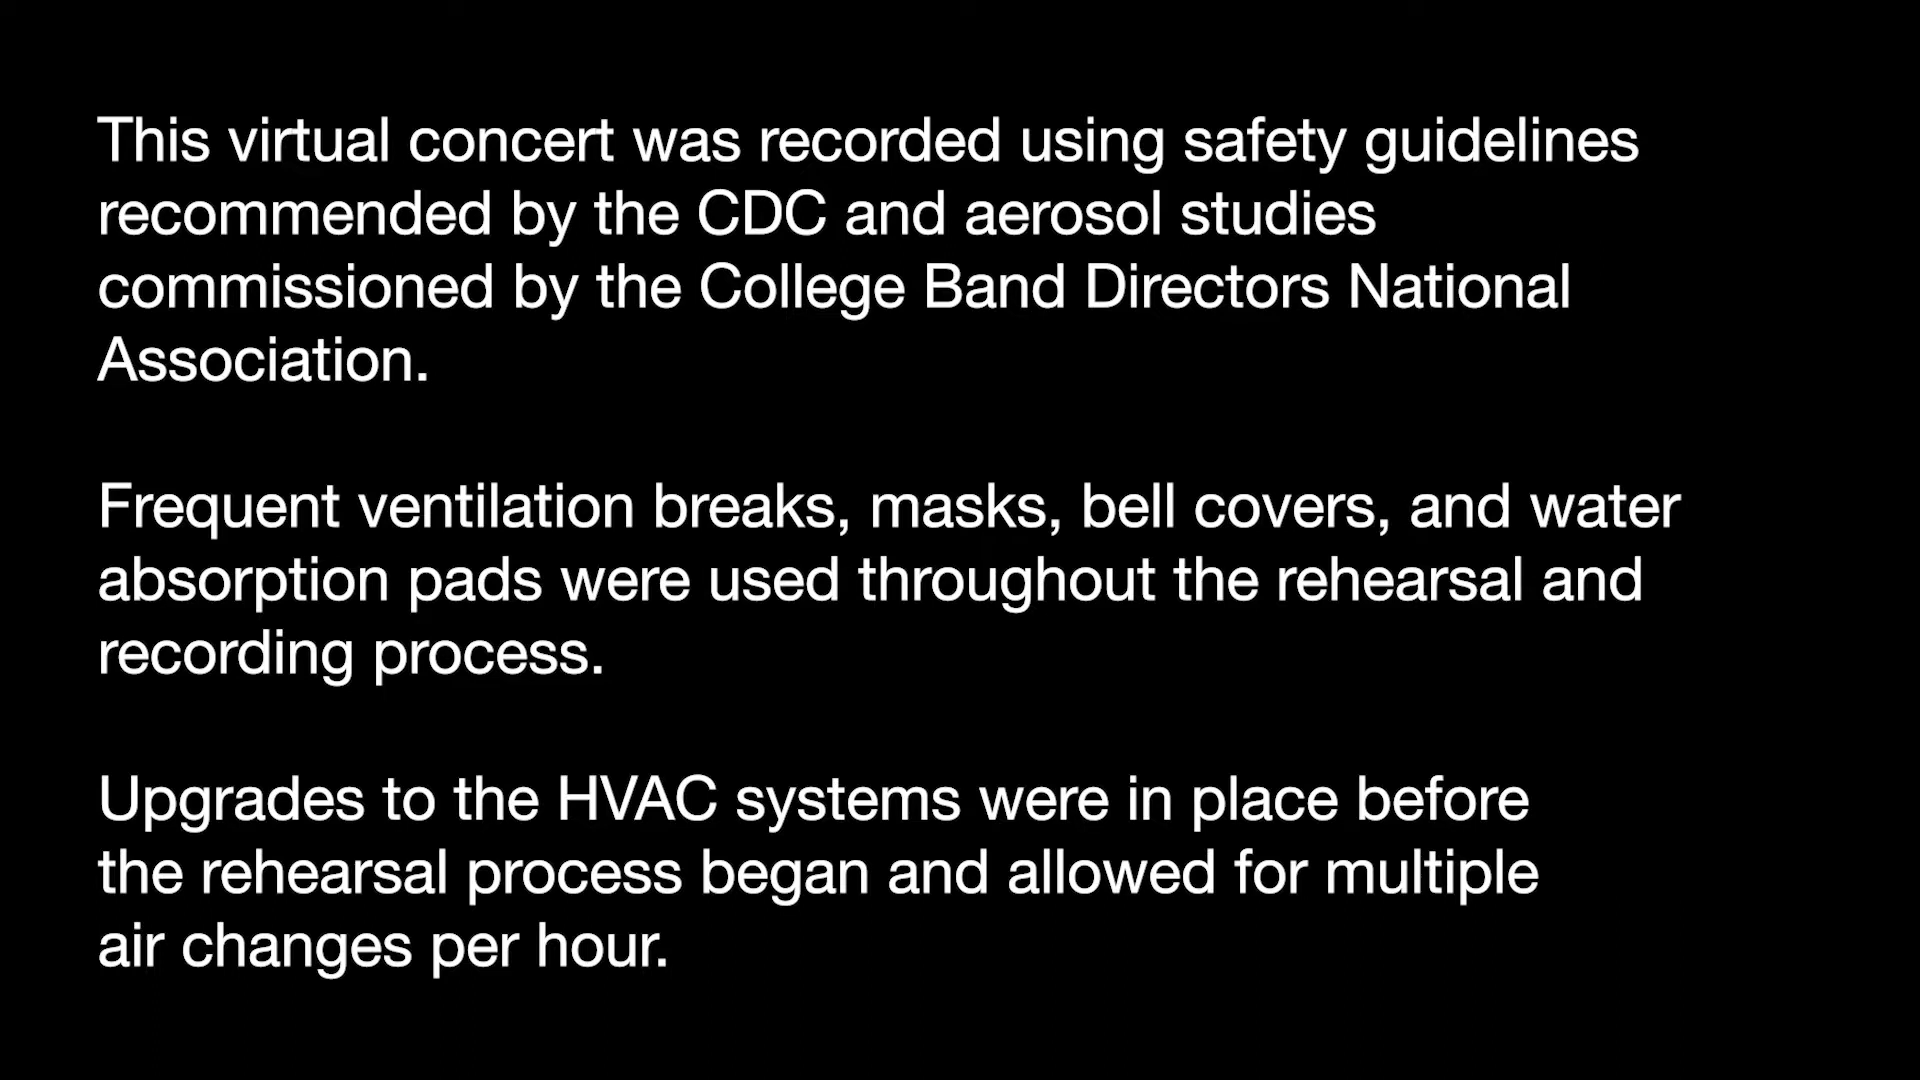 This virtual concert was recorded using safety guidelines
recommended by the CDC and aerosol studies
commissioned by the College Band Directors National
Association.
Frequent ventilation breaks, masks, bell covers, and water
absorption pads were used throughout the rehearsal and
recording process.
Upgrades to the HVAC systems were in place before
the rehearsal process began and allowed for multiple
air changes per hour.